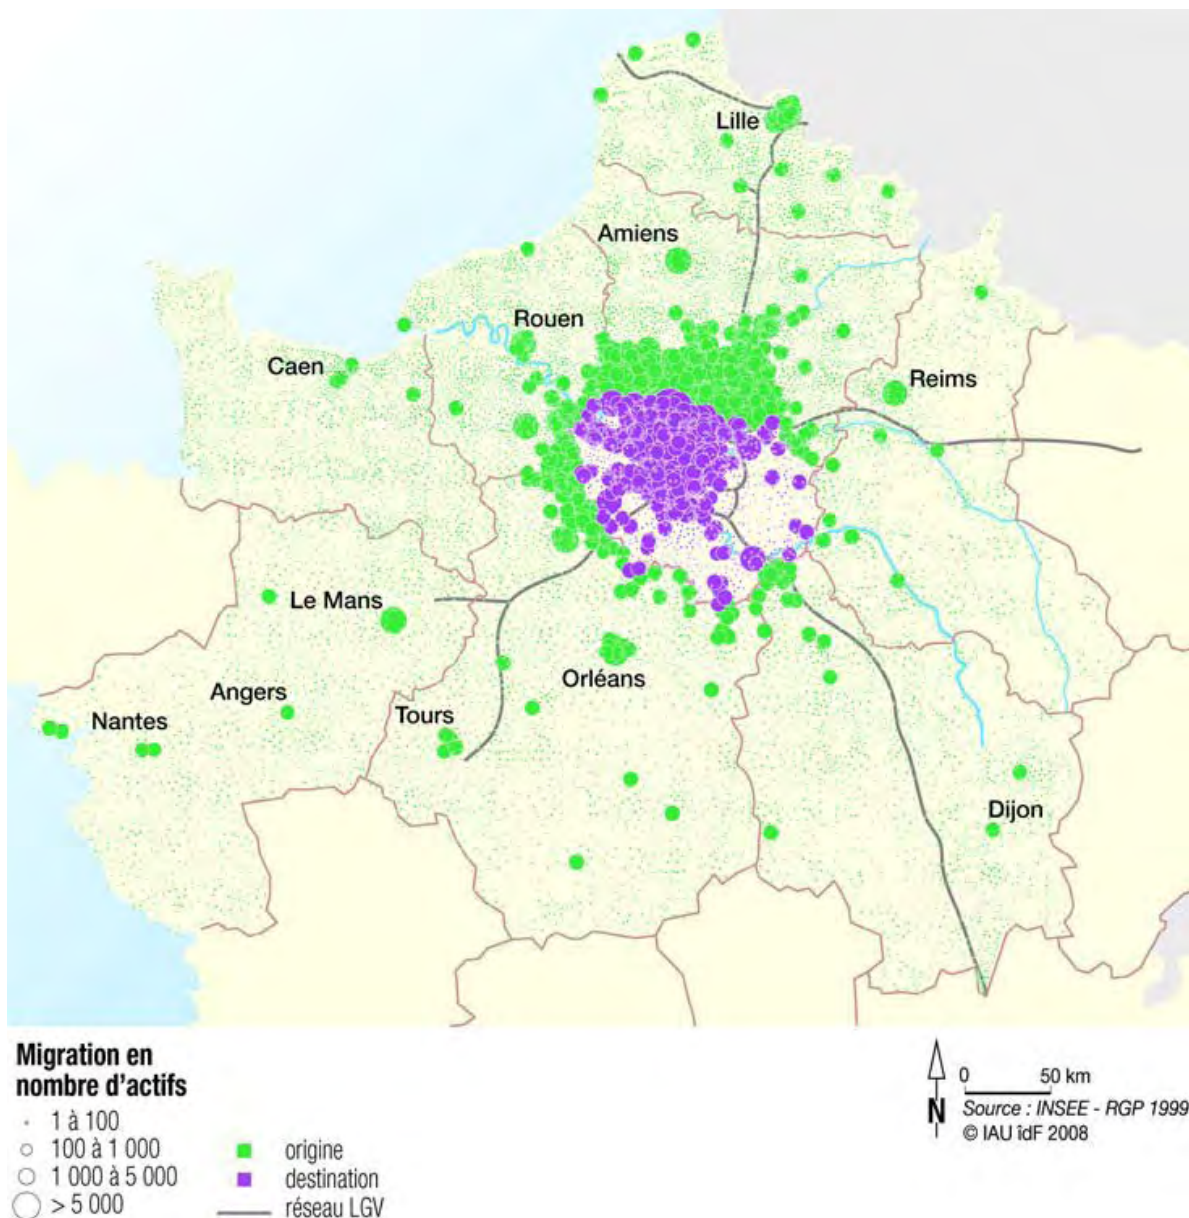 Lille
Amiens
Rouen
Caen
Reims
Le Mans
Angers
Orléans
Nantes
Tours
Dijon
Migration en
nombre d'actifs
1 à 100
100 à 1 000
1 000 à 5 000
> 5 000
origine
destination
réseau LGV
0 50 km
N
Source : INSEE - RGP 1999
© IAU îdF 2008